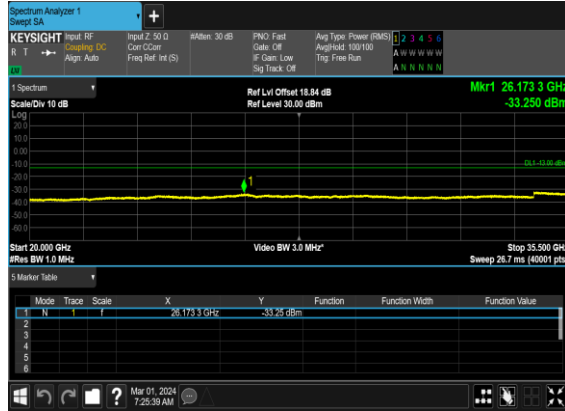 Spectrum Analyzer 1
Swept SA
+
KEYSIGHT Input: RF Input Z: 50 Ω #Atten: 30 dB PNO: Fast Avg Type: Power (RMS) 1 2 3 4 5 6
R T Coupling: DC Corr CCorr Gate: Off Avg|Hold: 100/100 A W W W W W
Align: Auto Freq Ref: Int (S) IF Gain: Low Trig: Free Run
LV Sig Track: Off A N N N N N
1 Spectrum Ref Lvl Offset 18.84 dB Mkr1 26.173 3 GHz
Scale/Div 10 dB Ref Level 30.00 dBm -33.250 dBm
Log
20.0
10.0
0.00
-10.0
DL1 -13.00 dBm
-20.0
1
-30.0
-40.0
-50.0
-60.0
Start 20.000 GHz Video BW 3.0 MHz* Stop 35.500 GHz
#Res BW 1.0 MHz Sweep 26.7 ms (40001 pts)
5 Marker Table
Mode Trace Scale X Y Function Function Width Function Value
1 N 1 f 26.173 3 GHz -33.25 dBm
2
3
4
5
6
? Mar 01, 2024
7:25:39 AM